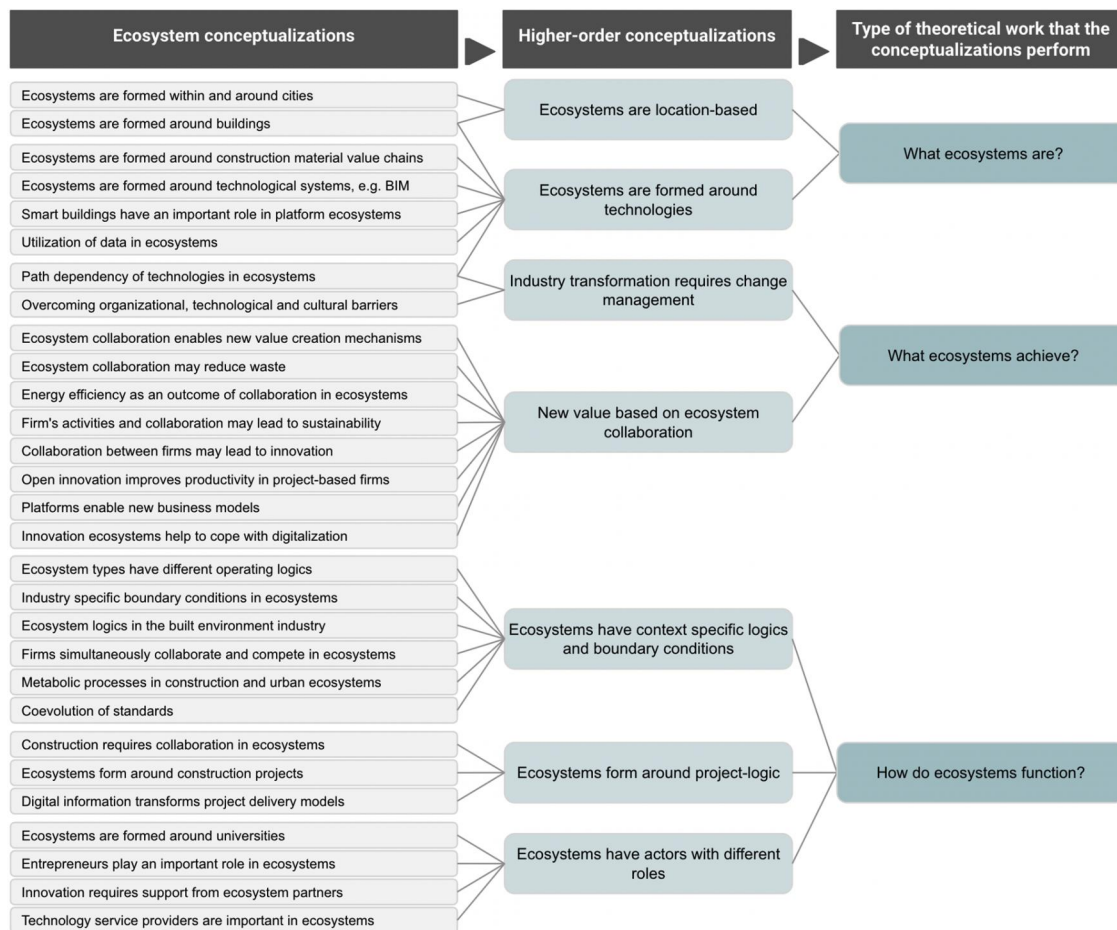 Ecosystem conceptualizations
Higher-order conceptualizations
Type of theoretical work that the
conceptualizations perform
Ecosystems are formed within and around cities
Ecosystems are formed around buildings
Ecosystems are formed around construction material value chains
Ecosystems are formed around technological systems, e.g. BIM
Smart buildings have an important role in platform ecosystems
Utilization of data in ecosystems
Path dependency of technologies in ecosystems
Overcoming organizational, technological and cultural barriers
Ecosystem collaboration enables new value creation mechanisms
Ecosystem collaboration may reduce waste
Energy efficiency as an outcome of collaboration in ecosystems
Firm's activities and collaboration may lead to sustainability
Collaboration between firms may lead to innovation
Open innovation improves productivity in project-based firms
Platforms enable new business models
Innovation ecosystems help to cope with digitalization
Ecosystem types have different operating logics
Industry specific boundary conditions in ecosystems
Ecosystem logics in the built environment industry
Firms simultaneously collaborate and compete in ecosystems
Metabolic processes in construction and urban ecosystems
Coevolution of standards
Construction requires collaboration in ecosystems
Ecosystems form around construction projects
Digital information transforms project delivery models
Ecosystems are formed around universities
Entrepreneurs play an important role in ecosystems
Innovation requires support from ecosystem partners
Technology service providers are important in ecosystems
Ecosystems are location-based
Ecosystems are formed around
technologies
Industry transformation requires change
management
New value based on ecosystem
collaboration
Ecosystems have context specific logics
and boundary conditions
Ecosystems form around project-logic
Ecosystems have actors with different
roles
What ecosystems are?
What ecosystems achieve?
How do ecosystems function?